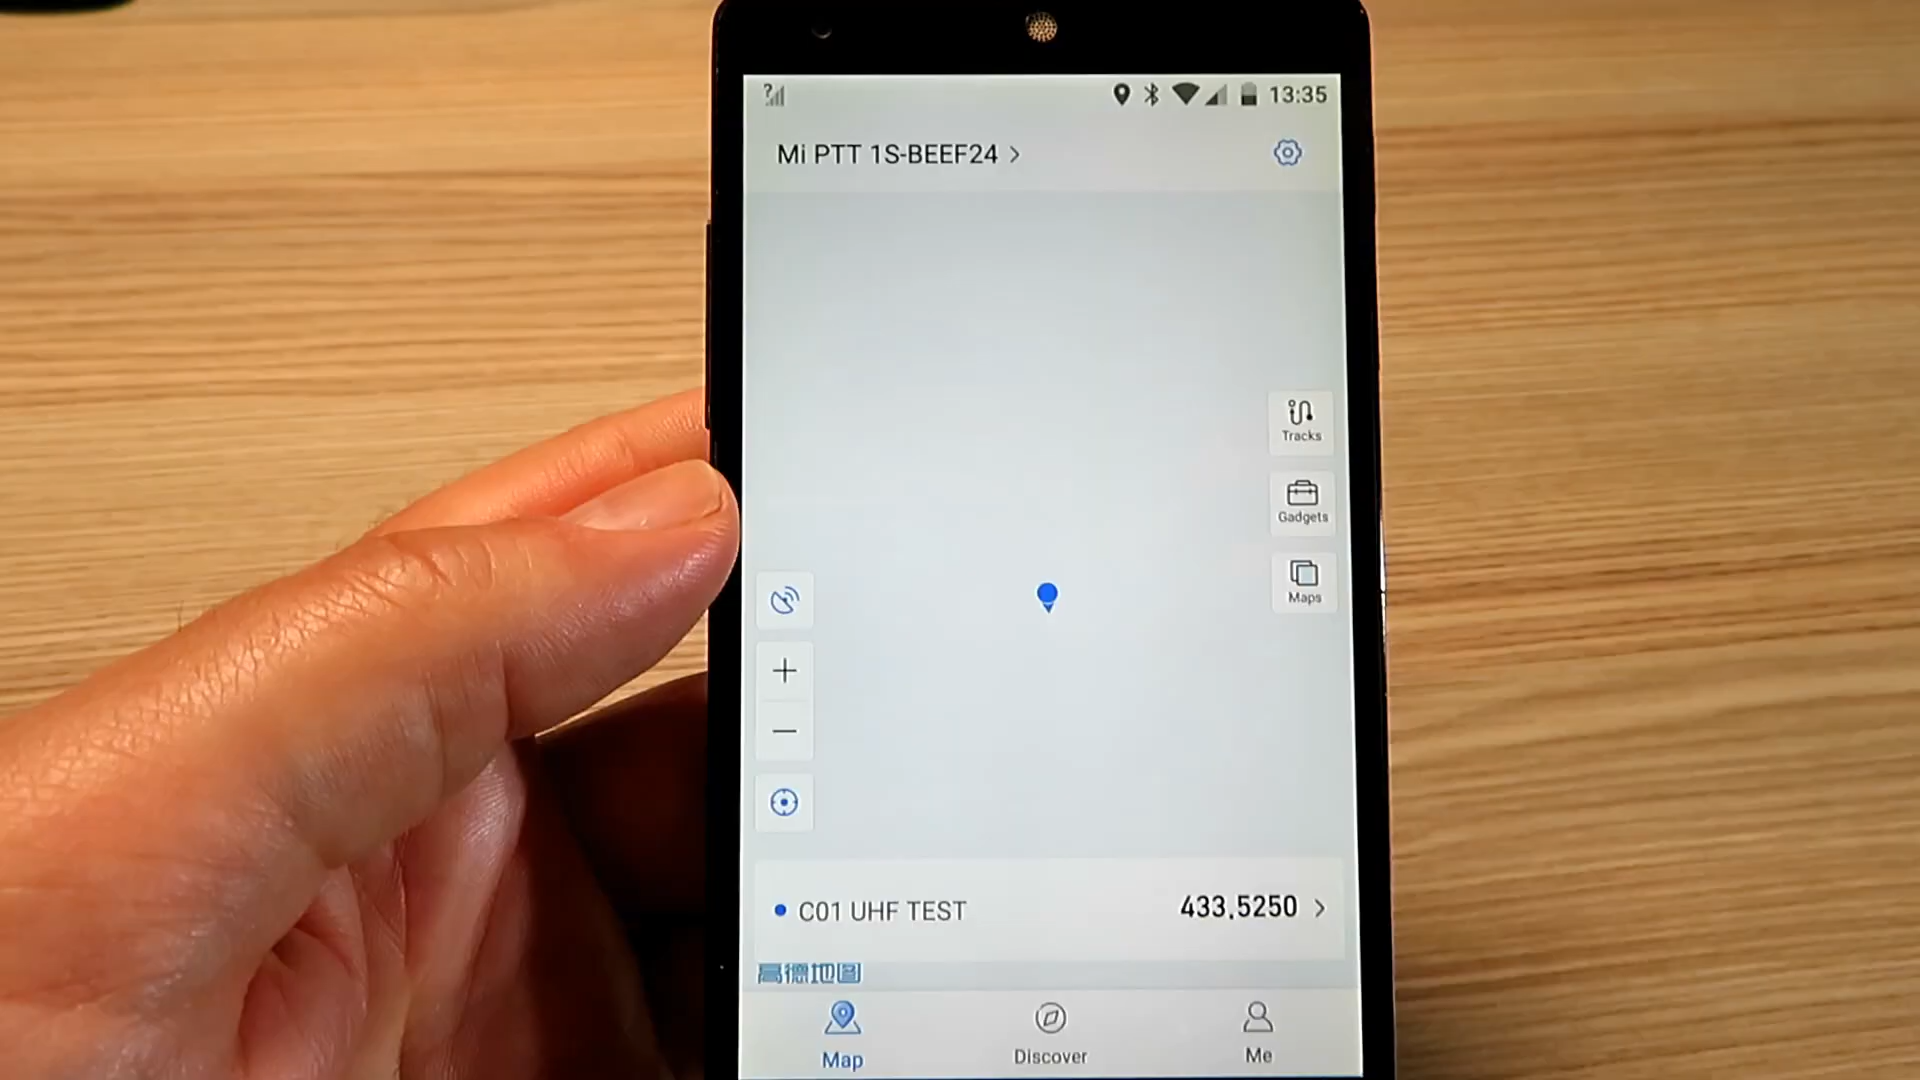 13:35
Mi PTT 1S-BEEF24
Tracks
Gadgets
Maps
C01 UHF TEST
433.5250
高德地图
Map
Discover
Me